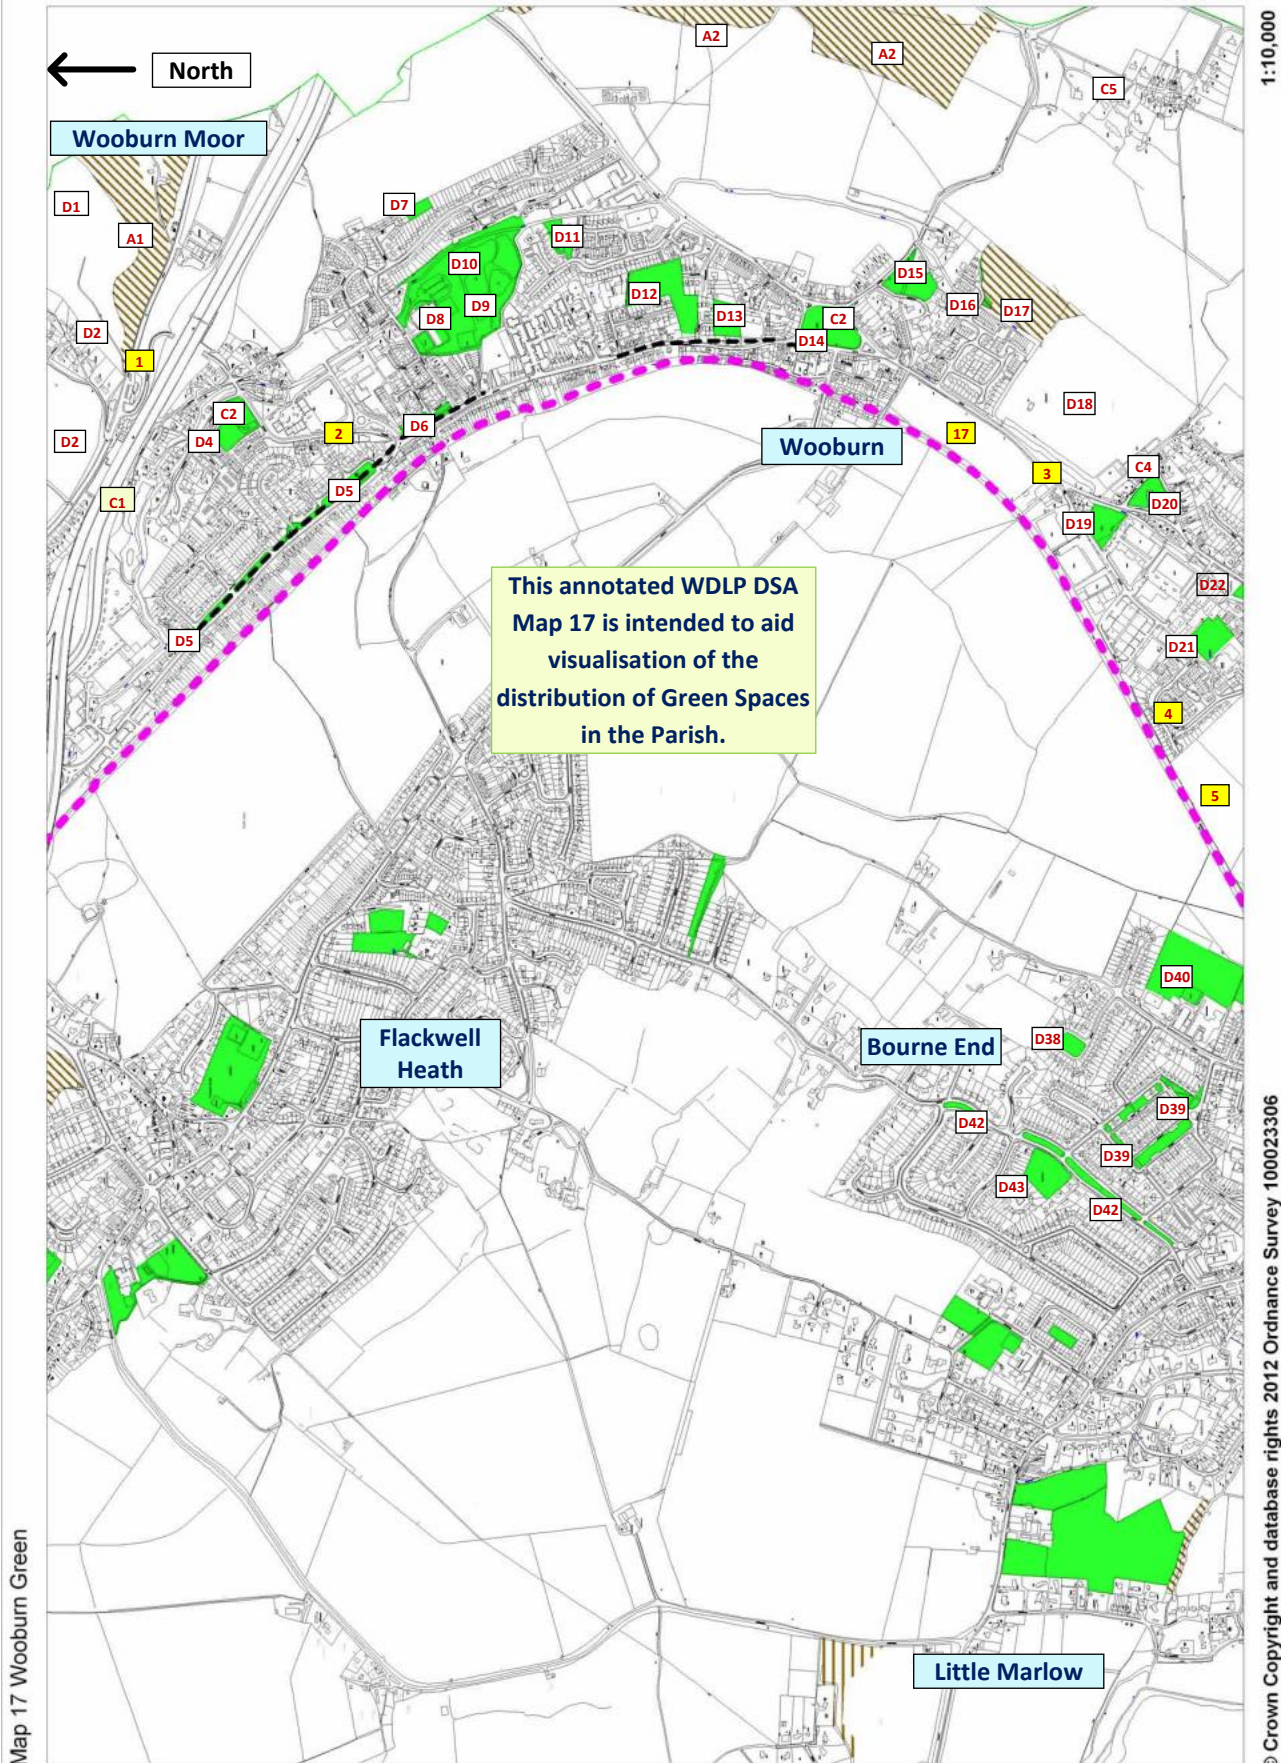 North
1:10,000
A2
A2
C5
Wooburn Moor
D1
D7
A1
D11
D10
D15
D12
D9
D16
D17
D8
D13
C2
D2
D14
1
D18
C2
D6
D2
D4
2
17
Wooburn
C4
3
D5
C1
D20
D19
This annotated WDLP DSA
Map 17 is intended to aid
visualisation of the
distribution of Green Spaces
in the Parish.
D22
D5
D21
4
5
D40
Flackwell
Heath
D38
Bourne End
D39
D42
D39
D43
D42
Little Marlow
Map 17 Wooburn Green
© Crown Copyright and database rights 2012 Ordnance Survey 100023306